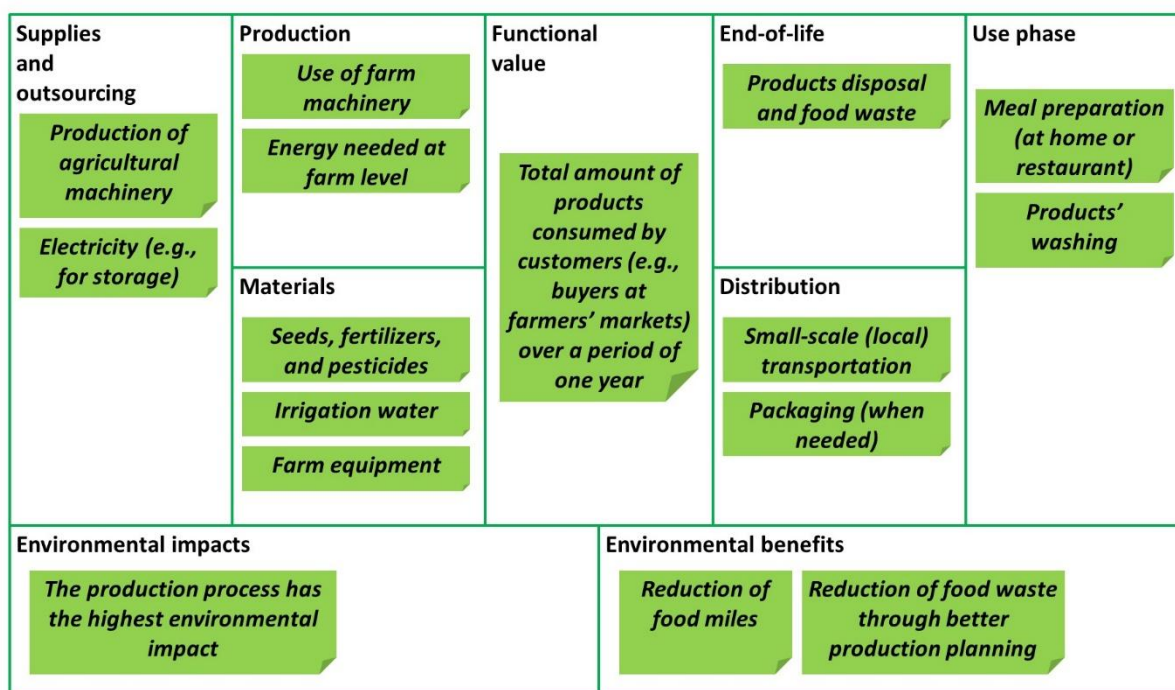 Supplies
and
outsourcing
Production of
agricultural
machinery
Electricity (e.g.,
for storage)
Production
Use of farm
machinery
Energy needed at
farm level
Materials
Seeds, fertilizers,
and pesticides
Irrigation water
Farm equipment
Functional
value
Total amount of
products
consumed by
customers (e.g.,
buyers at
farmers’ markets)
over a period of
one year
End-of-life
Products disposal
and food waste
Distribution
Small-scale (local)
transportation
Packaging (when
needed)
Use phase
Meal preparation
(at home or
restaurant)
Products’
washing
Environmental impacts
The production process has
the highest environmental
impact
Environmental benefits
Reduction of
food miles
Reduction of food waste
through better
production planning